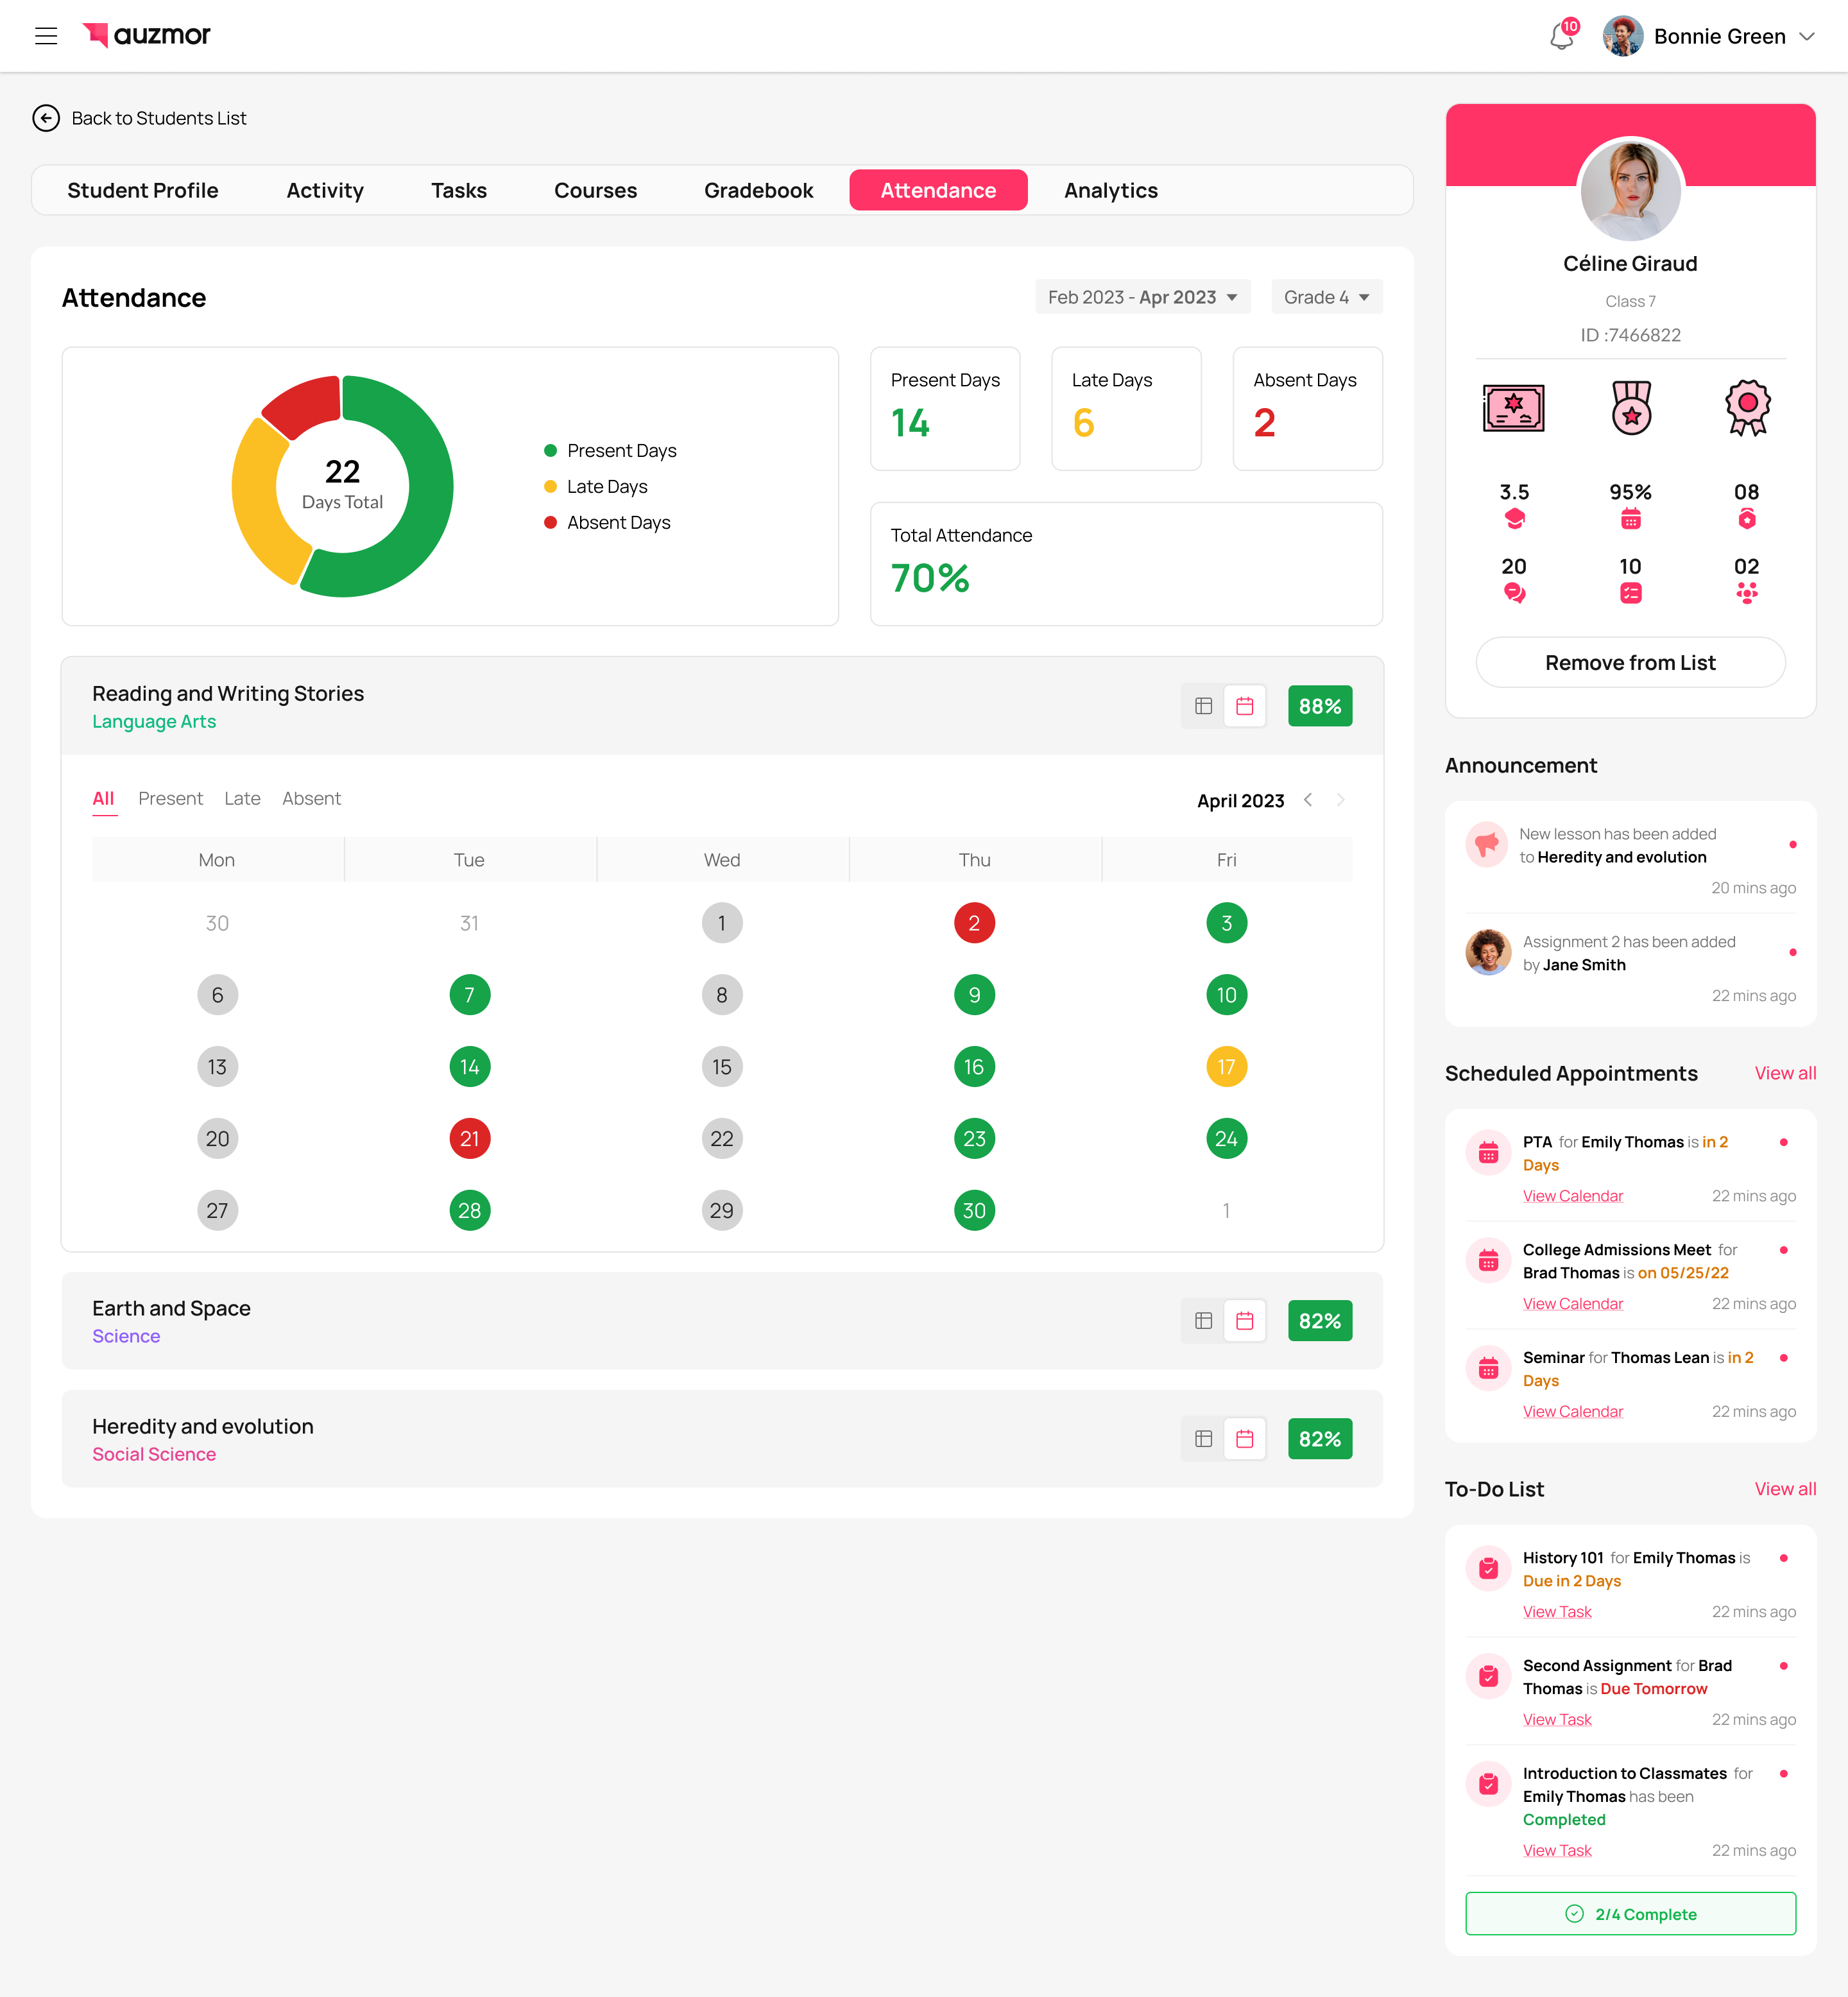 auzmor
10
Bonnie Green
Back to Students List
Student Profile
Activity
Tasks
Courses
Gradebook
Attendance
Analytics
Attendance
Feb 2023 - Apr 2023
Grade 4
22
Days Total
Present Days
Late Days
Absent Days
Present Days
14
Late Days
6
Absent Days
2
Total Attendance
70%
Reading and Writing Stories
Language Arts
88%
All
Present
Late
Absent
April 2023
Mon Tue Wed Thu Fri
30 31 1 2 3
6 7 8 9 10
13 14 15 16 17
20 21 22 23 24
27 28 29 30 1
Earth and Space
Science
82%
Heredity and evolution
Social Science
82%
Céline Giraud
Class 7
ID :7466822
3.5 95% 08
20 10 02
Remove from List
Announcement
New lesson has been added
to Heredity and evolution
20 mins ago
Assignment 2 has been added
by Jane Smith
22 mins ago
Scheduled Appointments
View all
PTA for Emily Thomas is in 2
Days
View Calendar
22 mins ago
College Admissions Meet for
Brad Thomas is on 05/25/22
View Calendar
22 mins ago
Seminar for Thomas Lean is in 2
Days
View Calendar
22 mins ago
To-Do List
View all
History 101 for Emily Thomas is
Due in 2 Days
View Task
22 mins ago
Second Assignment for Brad
Thomas is Due Tomorrow
View Task
22 mins ago
Introduction to Classmates for
Emily Thomas has been
Completed
View Task
22 mins ago
2/4 Complete